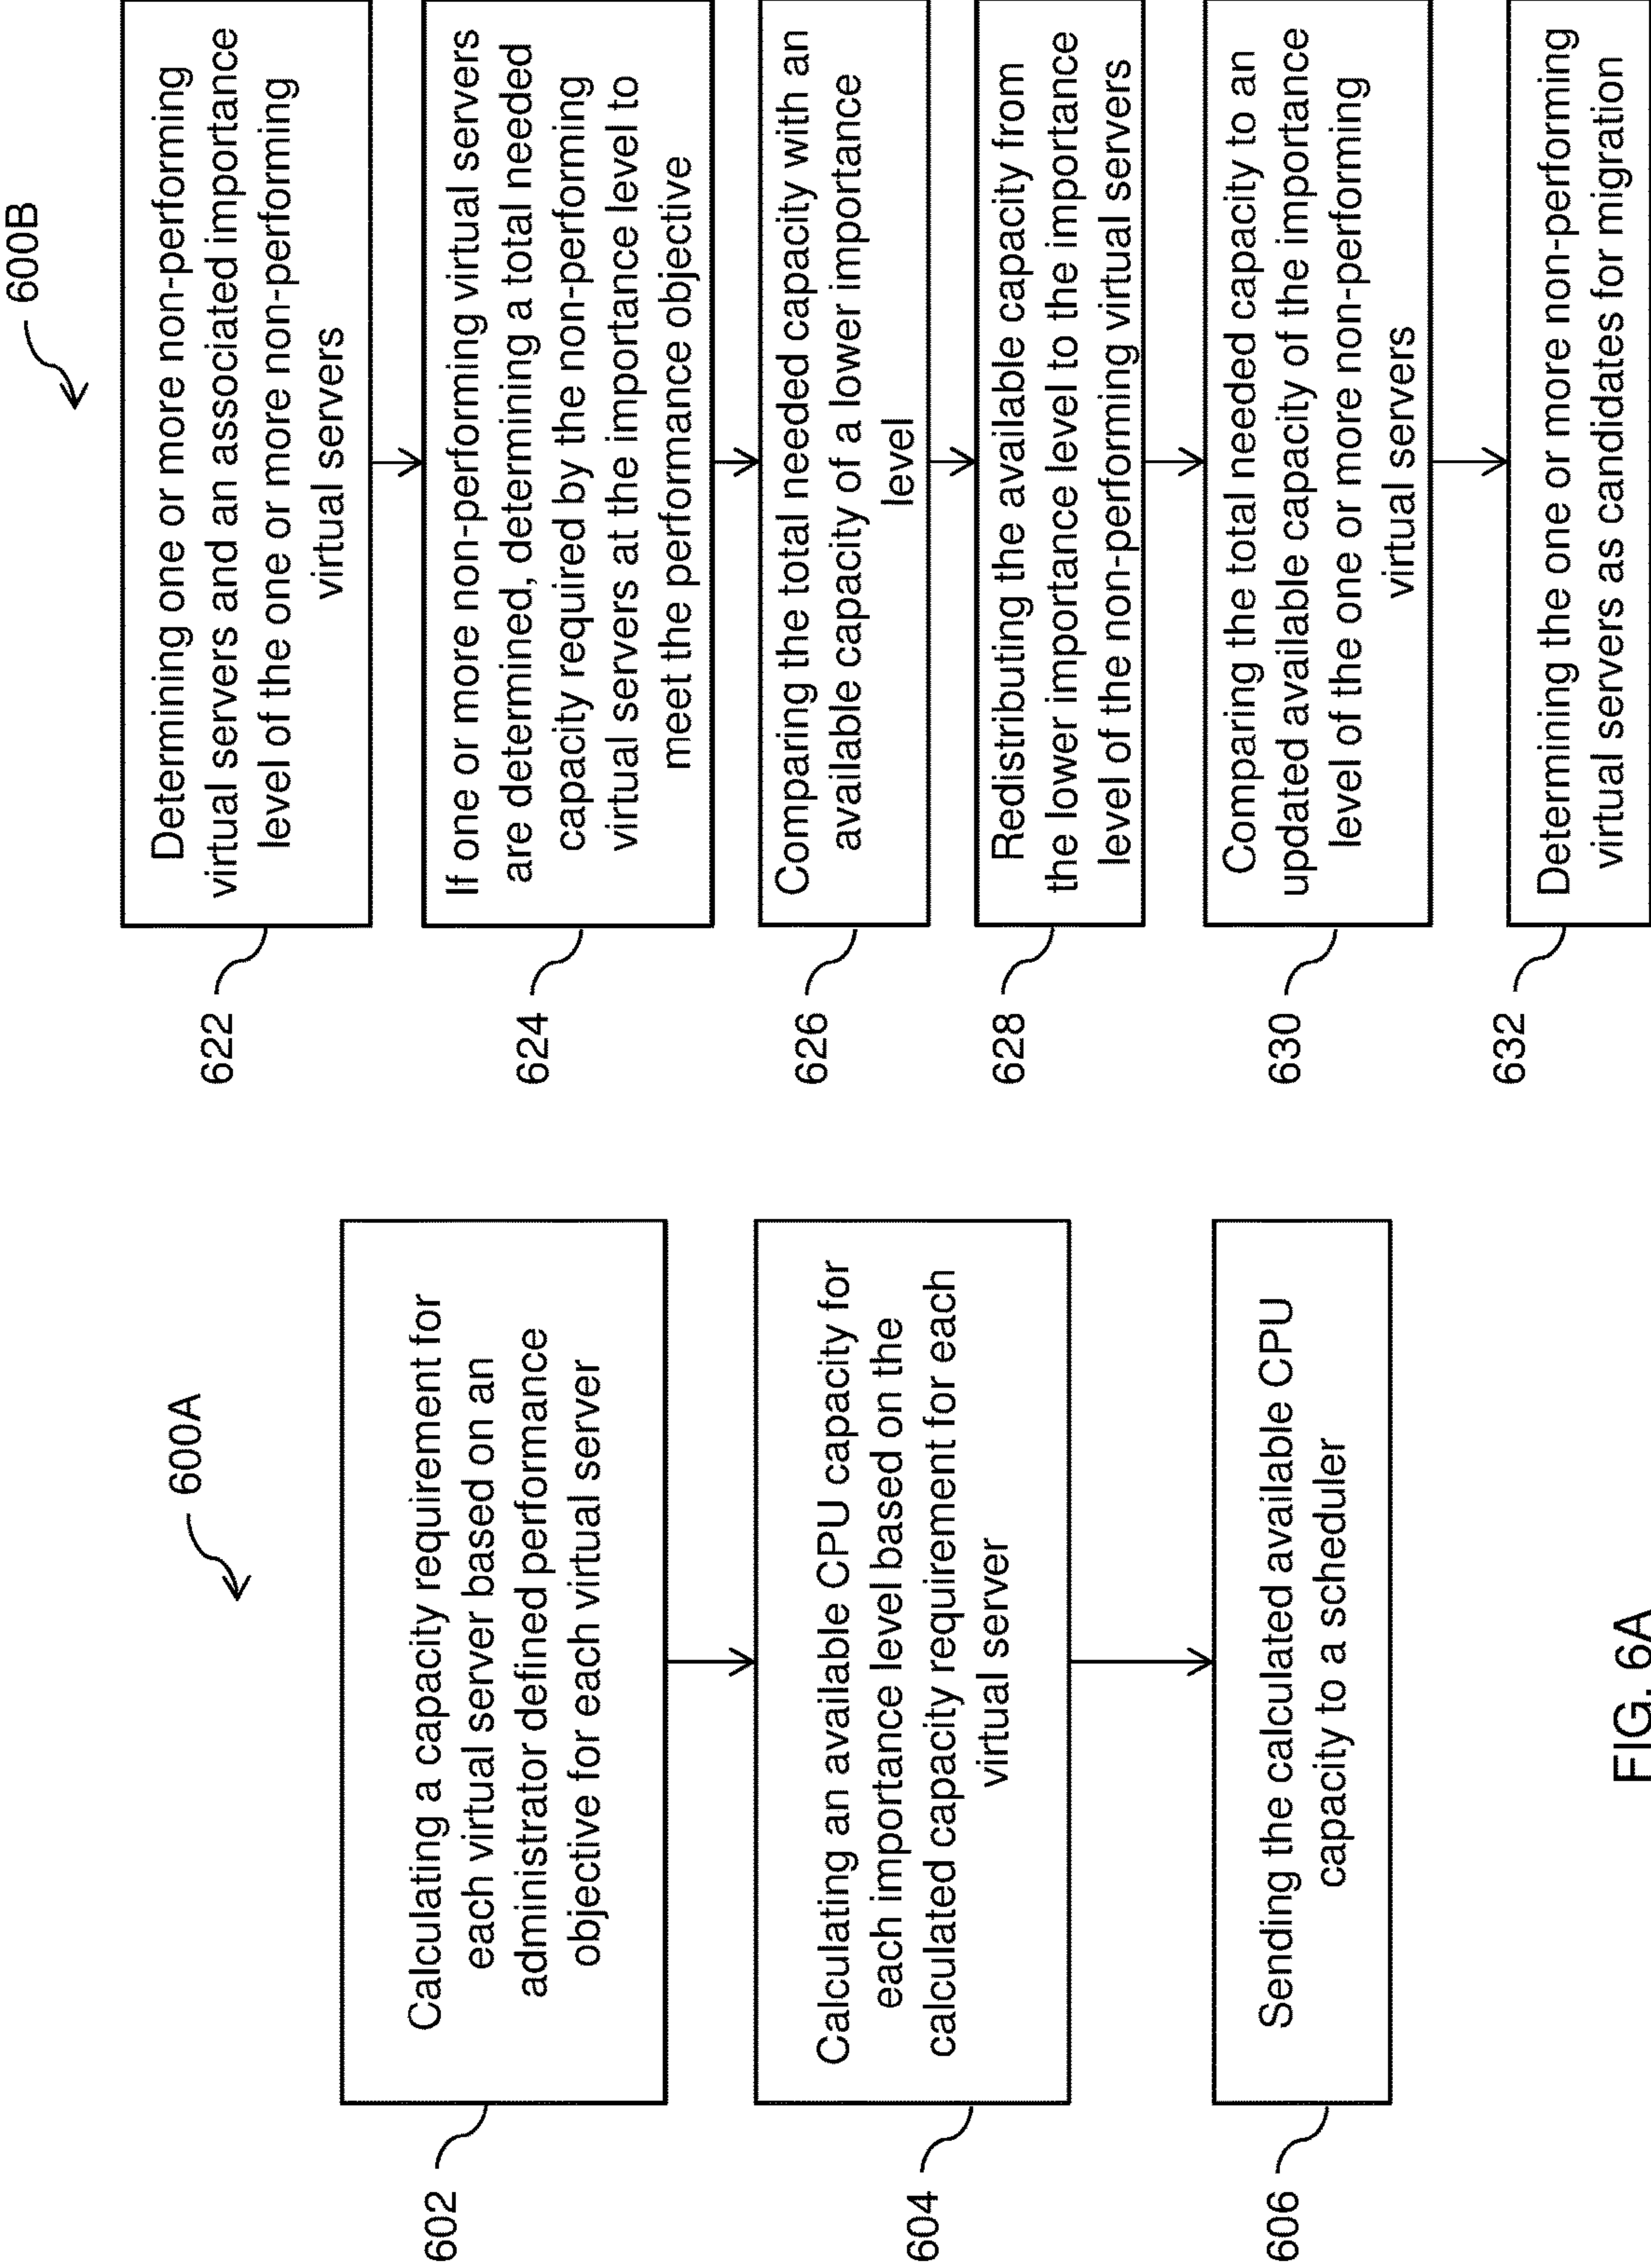 600A
602
Calculating a capacity requirement for
each virtual server based on an
administrator defined performance
objective for each virtual server
604
Calculating an available CPU capacity for
each importance level based on the
calculated capacity requirement for each
virtual server
606
Sending the calculated available CPU
capacity to a scheduler
FIG. 6A
600B
622
Determining one or more non-performing
virtual servers and an associated importance
level of the one or more non-performing
virtual servers
624
If one or more non-performing virtual servers
are determined, determining a total needed
capacity required by the non-performing
virtual servers at the importance level to
meet the performance objective
626
Comparing the total needed capacity with an
available capacity of a lower importance
level
628
Redistributing the available capacity from
the lower importance level to the importance
level of the non-performing virtual servers
630
Comparing the total needed capacity to an
updated available capacity of the importance
level of the one or more non-performing
virtual servers
632
Determining the one or more non-performing
virtual servers as candidates for migration